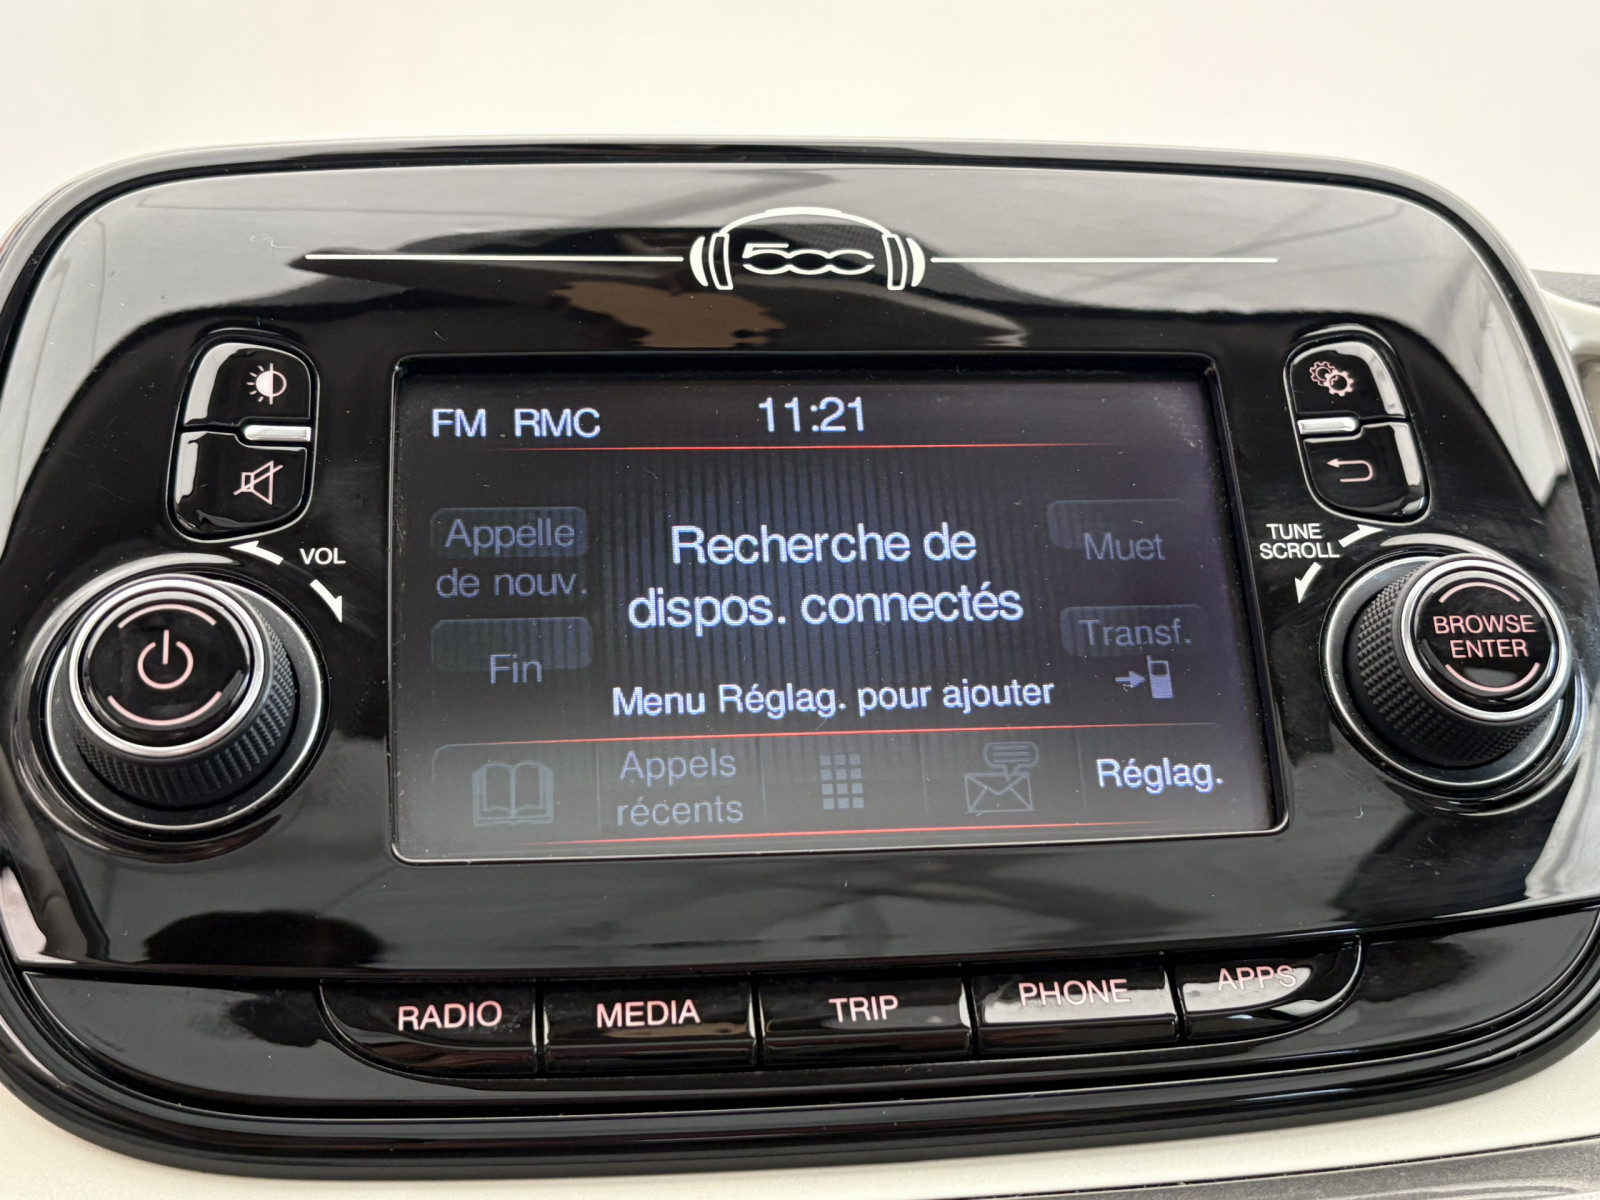 500
VOL
TUNE
SCROLL
FM RMC 11:21
Appelle
de nouv.
Fin
Recherche de
dispos. connectés
Menu Réglag. pour ajouter
Muet
Transf.
Appels
récents
Réglag.
BROWSE
ENTER
RADIO MEDIA TRIP PHONE APPS